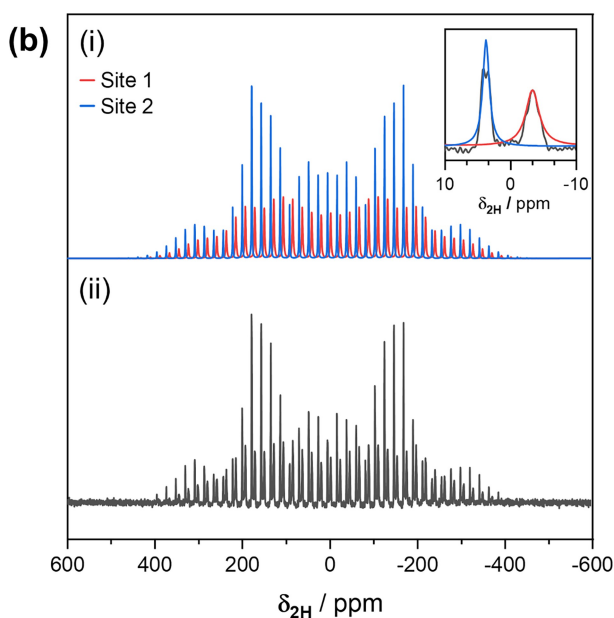 (b)
(i)
Site 1
Site 2
10 0 -10
δ2H / ppm
(ii)
600 400 200 0 -200 -400 -600
δ2H / ppm